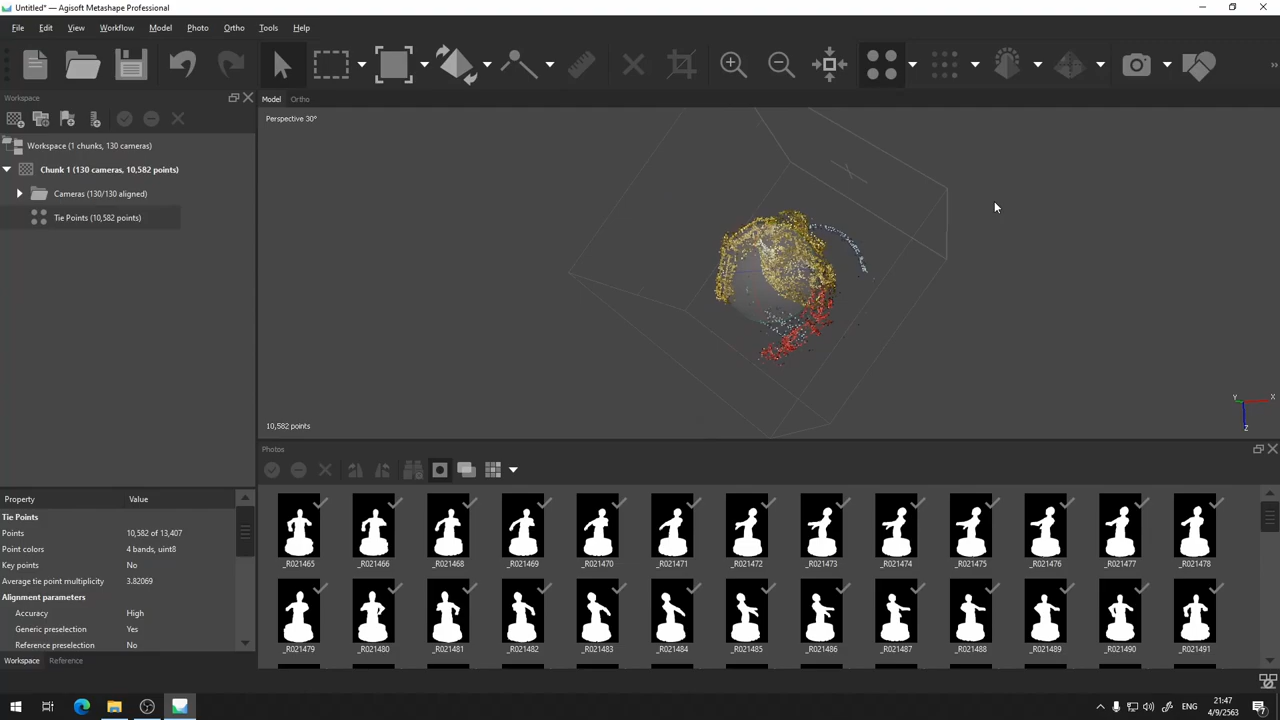 Untitled* — Agisoft Metashape Professional
File Edit View Workflow Model Photo Ortho Tools Help
Workspace
Workspace (1 chunks, 130 cameras)
Chunk 1 (130 cameras, 10,582 points)
Cameras (130/130 aligned)
Tie Points (10,582 points)
Model Ortho
Perspective 30°
10,582 points
Y X
Z
Property Value
Tie Points
Points 10,582 of 13,407
Point colors 4 bands, uint8
Key points No
Average tie point multiplicity 3.82069
Alignment parameters
Accuracy High
Generic preselection Yes
Reference preselection No
Workspace Reference
Photos
_R021465 _R021466 _R021468 _R021469 _R021470 _R021471 _R021472 _R021473 _R021474 _R021475 _R021476 _R021477 _R021478
_R021479 _R021480 _R021481 _R021482 _R021483 _R021484 _R021485 _R021486 _R021487 _R021488 _R021489 _R021490 _R021491
ENG
21:47
4/9/2563
7